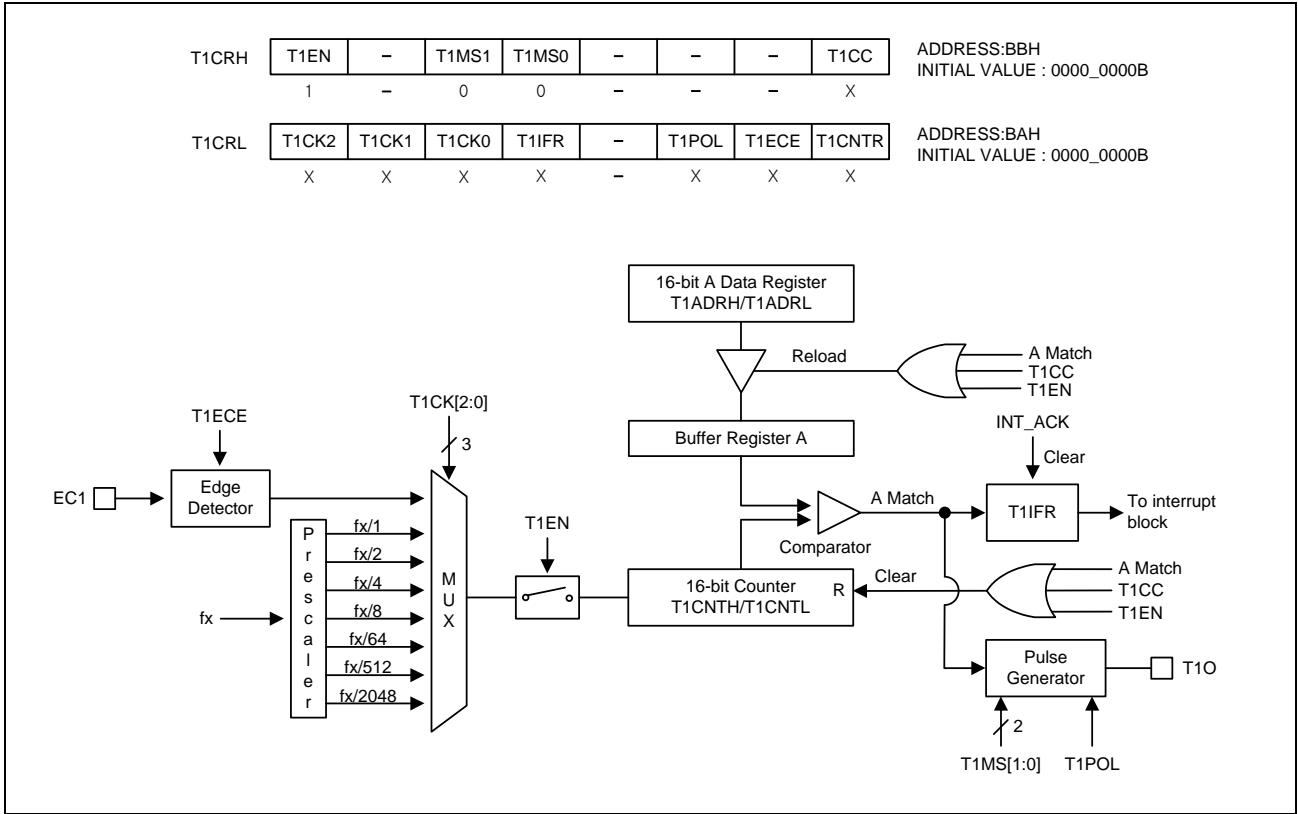 T1CRH T1EN – T1MS1 T1MS0 – – – T1CC ADDRESS:BBH
INITIAL VALUE : 0000_0000B
1 – 0 0 – – – X
T1CRL T1CK2 T1CK1 T1CK0 T1IFR – T1POL T1ECE T1CNTR ADDRESS:BAH
INITIAL VALUE : 0000_0000B
X X X X – X X X
16-bit A Data Register
T1ADRH/T1ADRL
Reload
A Match
T1CC
T1EN
T1CK[2:0]
3
T1ECE
Buffer Register A
INT_ACK
Clear
EC1
Edge
Detector
A Match
T1IFR
To interrupt
block
Comparator
T1EN
Prescaler
fx/1
fx/2
fx/4
fx/8
fx/64
fx/512
fx/2048
fx
MUX
16-bit Counter
T1CNTH/T1CNTL
R
Clear
A Match
T1CC
T1EN
Pulse
Generator
T1O
2
T1MS[1:0]
T1POL